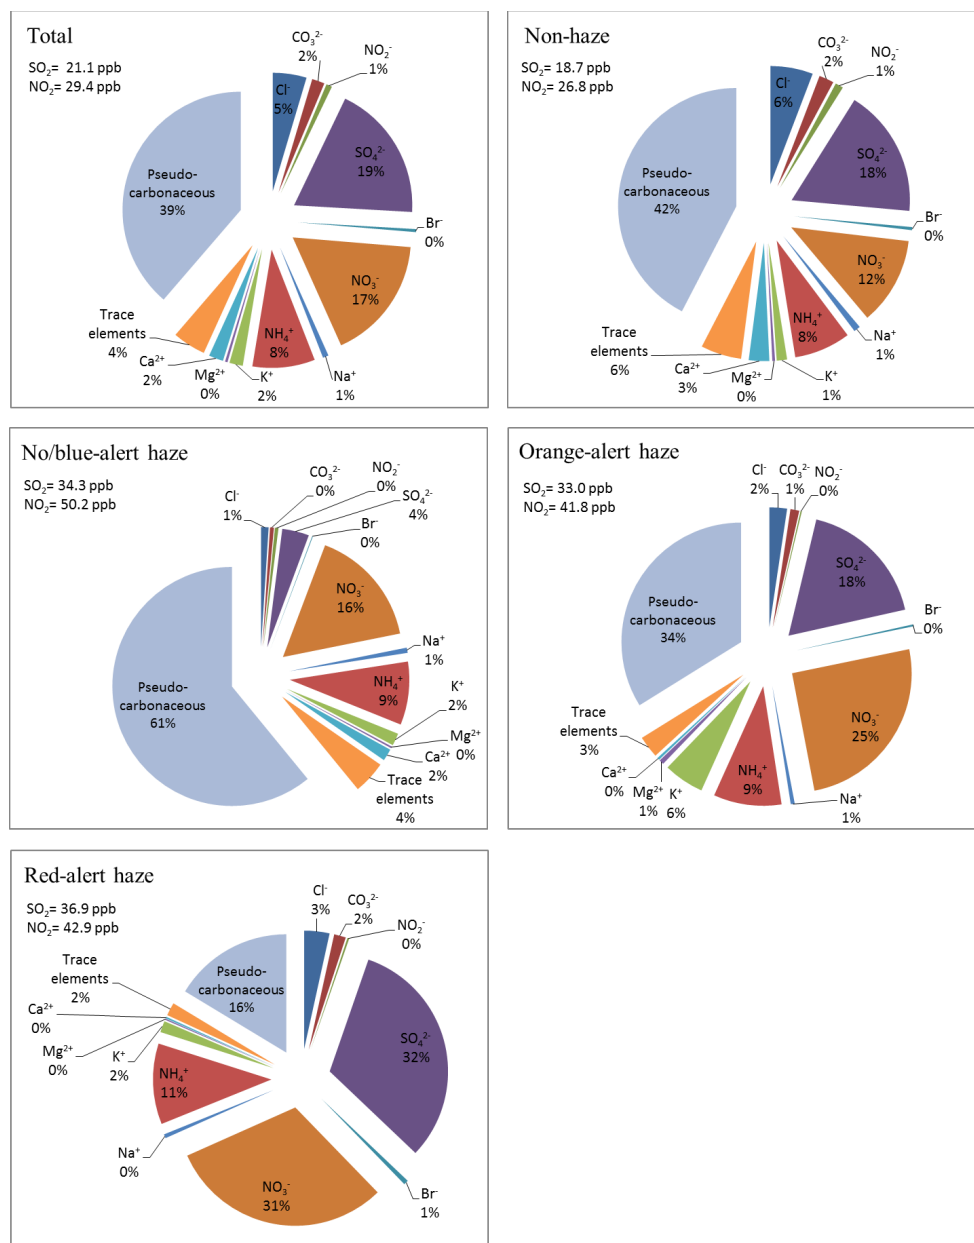 Total
SO₂= 21.1 ppb
NO₂= 29.4 ppb
Cl⁻
5%
CO₃²⁻
2%
NO₂⁻
1%
SO₄²⁻
19%
Br⁻
0%
NO₃⁻
17%
Na⁺
1%
NH₄⁺
8%
K⁺
2%
Mg²⁺
0%
Ca²⁺
2%
Trace
elements
4%
Pseudo-
carbonaceous
39%
Non-haze
SO₂= 18.7 ppb
NO₂= 26.8 ppb
Cl⁻
6%
CO₃²⁻
2%
NO₂⁻
1%
SO₄²⁻
18%
Br⁻
0%
NO₃⁻
12%
Na⁺
1%
NH₄⁺
8%
K⁺
1%
Mg²⁺
0%
Ca²⁺
3%
Trace
elements
6%
Pseudo-
carbonaceous
42%
No/blue-alert haze
SO₂= 34.3 ppb
NO₂= 50.2 ppb
Cl⁻
1%
CO₃²⁻
0%
NO₂⁻
0%
SO₄²⁻
4%
Br⁻
0%
NO₃⁻
16%
Na⁺
1%
NH₄⁺
9%
K⁺
2%
Mg²⁺
0%
Ca²⁺
2%
Trace
elements
4%
Pseudo-
carbonaceous
61%
Orange-alert haze
SO₂= 33.0 ppb
NO₂= 41.8 ppb
Cl⁻
2%
CO₃²⁻
1%
NO₂⁻
0%
SO₄²⁻
18%
Br⁻
0%
NO₃⁻
25%
Na⁺
1%
NH₄⁺
9%
K⁺
6%
Mg²⁺
1%
Ca²⁺
0%
Trace
elements
3%
Pseudo-
carbonaceous
34%
Red-alert haze
SO₂= 36.9 ppb
NO₂= 42.9 ppb
Cl⁻
3%
CO₃²⁻
2%
NO₂⁻
0%
SO₄²⁻
32%
Br⁻
1%
NO₃⁻
31%
Na⁺
0%
NH₄⁺
11%
K⁺
2%
Mg²⁺
0%
Ca²⁺
0%
Trace
elements
2%
Pseudo-
carbonaceous
16%